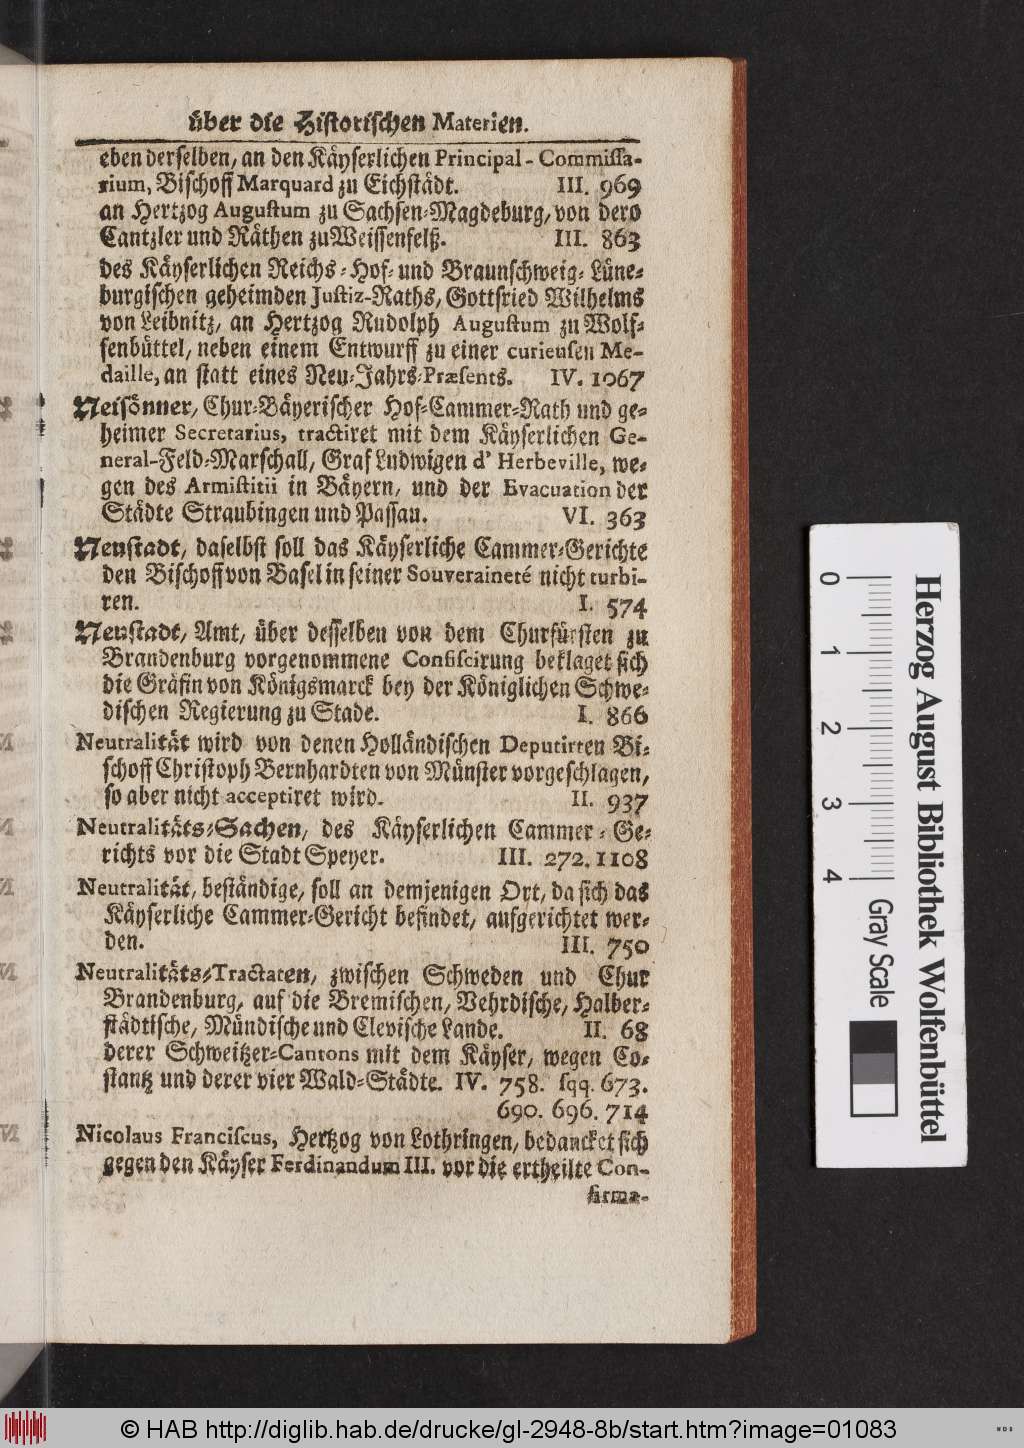 über die Historischen Materien.
eben derselben, an den Käyserlichen Principal-Commissa-
rium, Bischoff Marquard zu Eichstädt. III. 969
an Hertzog Augustum zu Sachsen-Magdeburg, von dero
Cantzler und Räthen zu Weissenfelß. III. 863
des Käyserlichen Reichs-Hof- und Braunschweig-Lüne-
burgischen geheimden Justiz-Raths, Gottfried Wilhelms
von Leibnitz, an Hertzog Rudolph Augustum zu Wolf-
fenbüttel, neben einem Entwurff zu einer curieusen Me-
daille, an statt eines Neu-Jahrs-Præsents. IV. 1067
Neisönner, Chur-Bäyerischer Hof-Cammer-Rath und ge-
heimer Secretarius, tractiret mit dem Käyserlichen Ge-
neral-Feld-Marschall, Graf Ludwigen d' Herbeville, we-
gen des Armistitii in Bäyern, und der Evacuation der
Städte Straubingen und Passau. VI. 363
Neustadt, daselbst soll das Käyserliche Cammer-Gerichte
den Bischoff von Basel in seiner Souveraineté nicht turbi-
ren. I. 574
Neustadt, Amt, über desselben von dem Churfürsten zu
Brandenburg vorgenommene Confiscirung beklaget sich
die Gräfin von Königsmarck bey der Königlichen Schwe-
dischen Regierung zu Stade. I. 866
Neutralität wird von denen Holländischen Deputirten Bi-
schoff Christoph Bernhardten von Münster vorgeschlagen,
so aber nicht acceptiret wird. II. 937
Neutralitäts-Sachen, des Käyserlichen Cammer-Ge-
richts vor die Stadt Speyer. III. 272. 1108
Neutralität, beständige, soll an demjenigen Ort, da sich das
Käyserliche Cammer-Gericht befindet, aufgerichtet wer-
den. III. 750
Neutralitäts-Tractaten, zwischen Schweden und Chur
Brandenburg, auf die Bremischen, Vehrdische, Halber-
städtische, Mündische und Clevische Lande. II. 68
derer Schweitzer-Cantons mit dem Käyser, wegen Co-
stantz und derer vier Wald-Städte. IV. 758. sqq. 673.
690. 696. 714
Nicolaus Franciscus, Hertzog von Lothringen, bedancket sich
gegen den Käyser Ferdinandum III. vor die ertheilte Con-
firma-
0 1 2 3 4
Gray Scale
Herzog August Bibliothek Wolfenbüttel
© HAB http://diglib.hab.de/drucke/gl-2948-8b/start.htm?image=01083